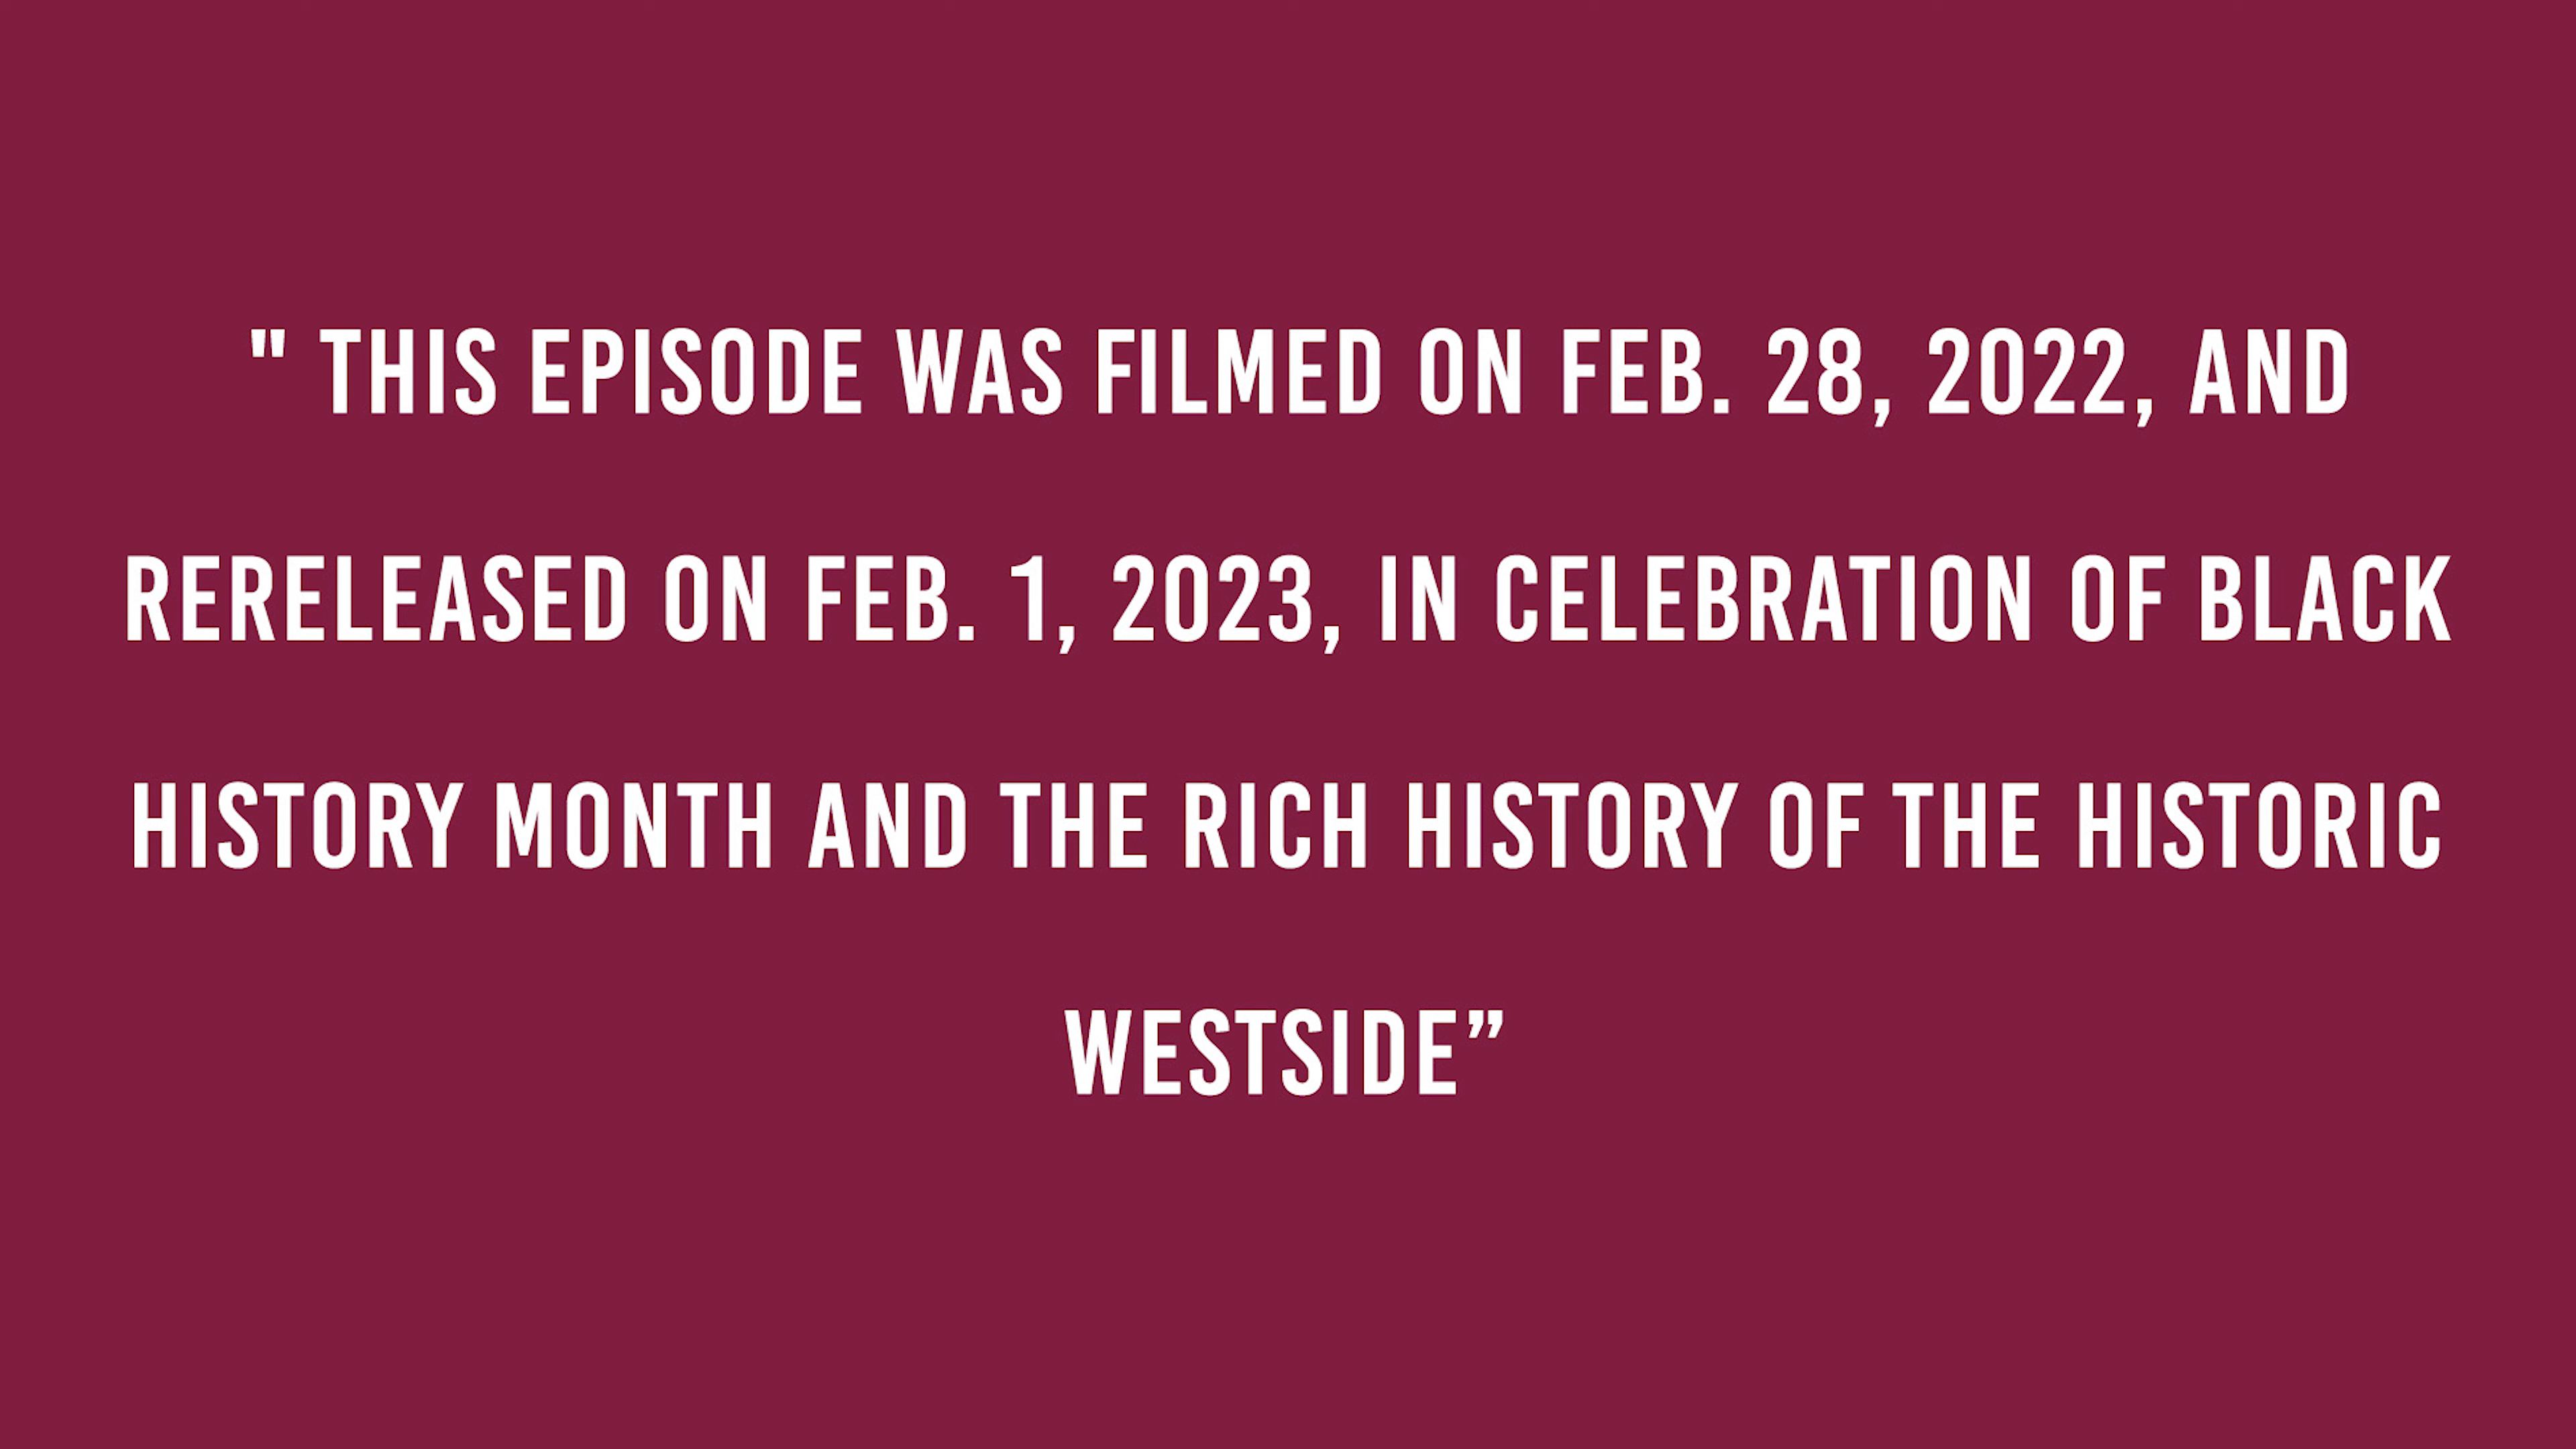 " THIS EPISODE WAS FILMED ON FEB. 28, 2022, AND
RERELEASED ON FEB. 1, 2023, IN CELEBRATION OF BLACK
HISTORY MONTH AND THE RICH HISTORY OF THE HISTORIC
WESTSIDE”